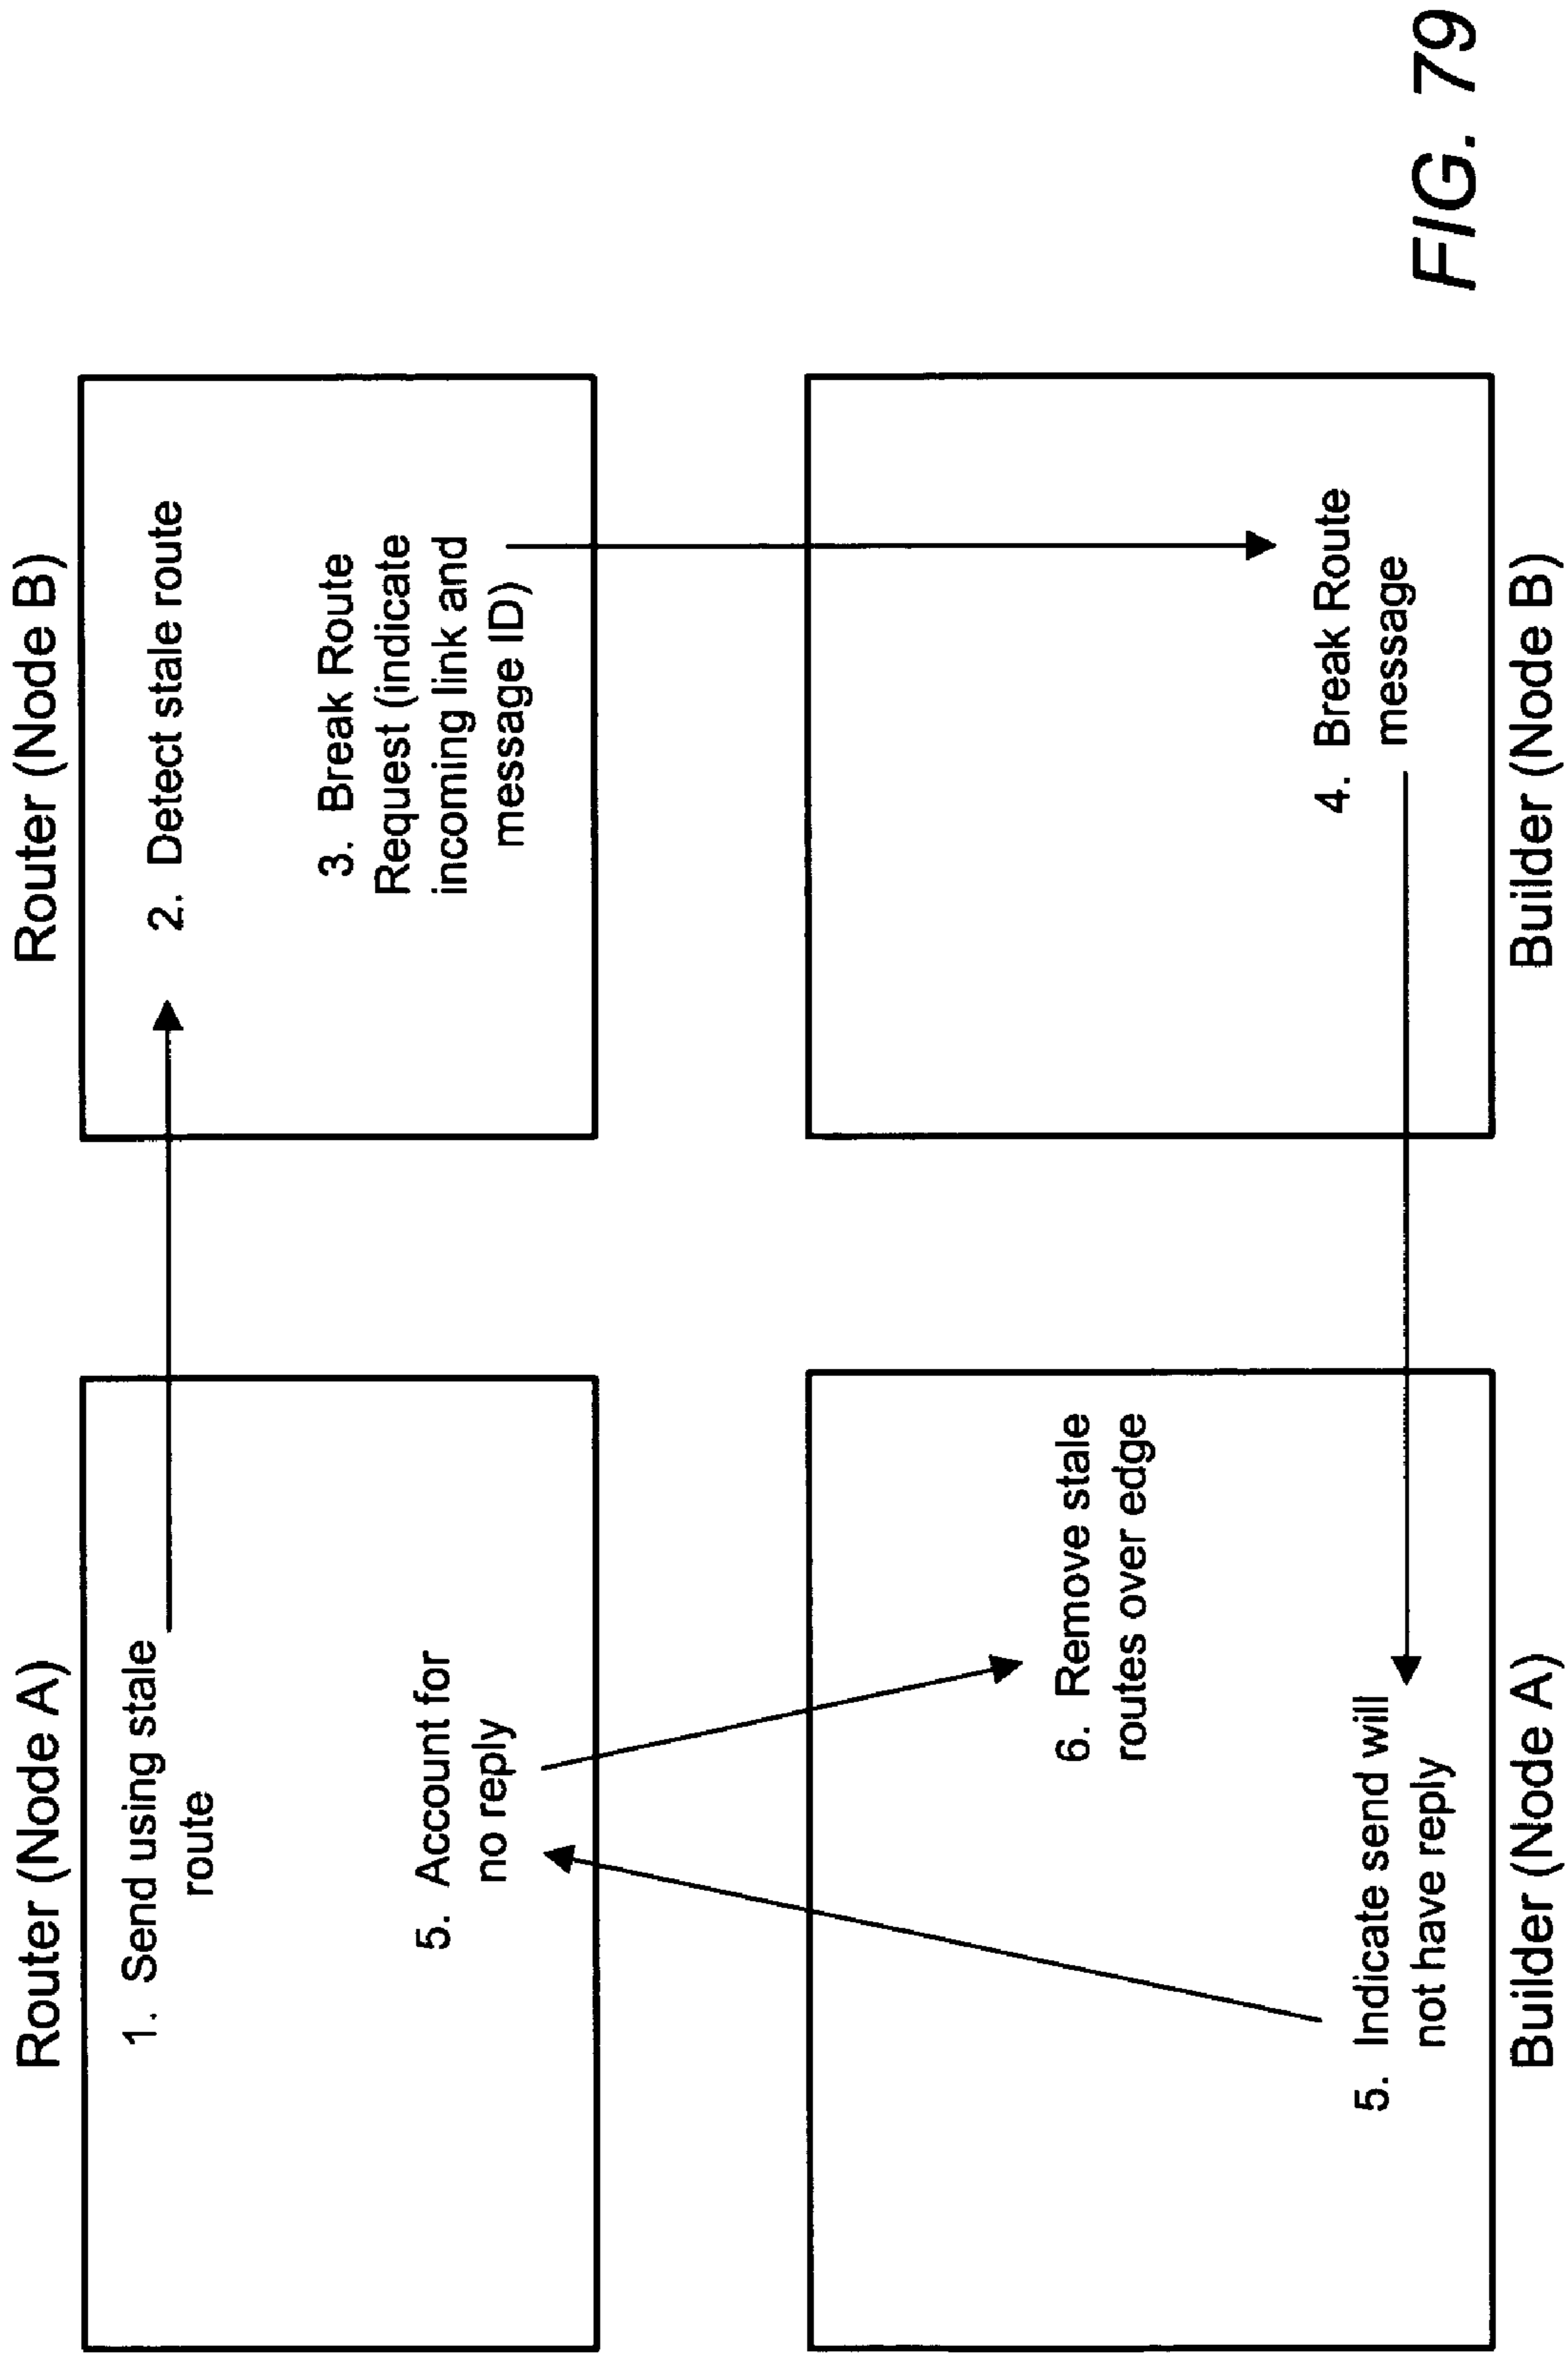 Router (Node A)
1. Send using stale
route
5. Account for
no reply
Router (Node B)
2. Detect stale route
3. Break Route
Request (indicate
incoming link and
message ID)
6. Remove stale
routes over edge
5. Indicate send will
not have reply
Builder (Node A)
4. Break Route
message
Builder (Node B)
FIG. 79